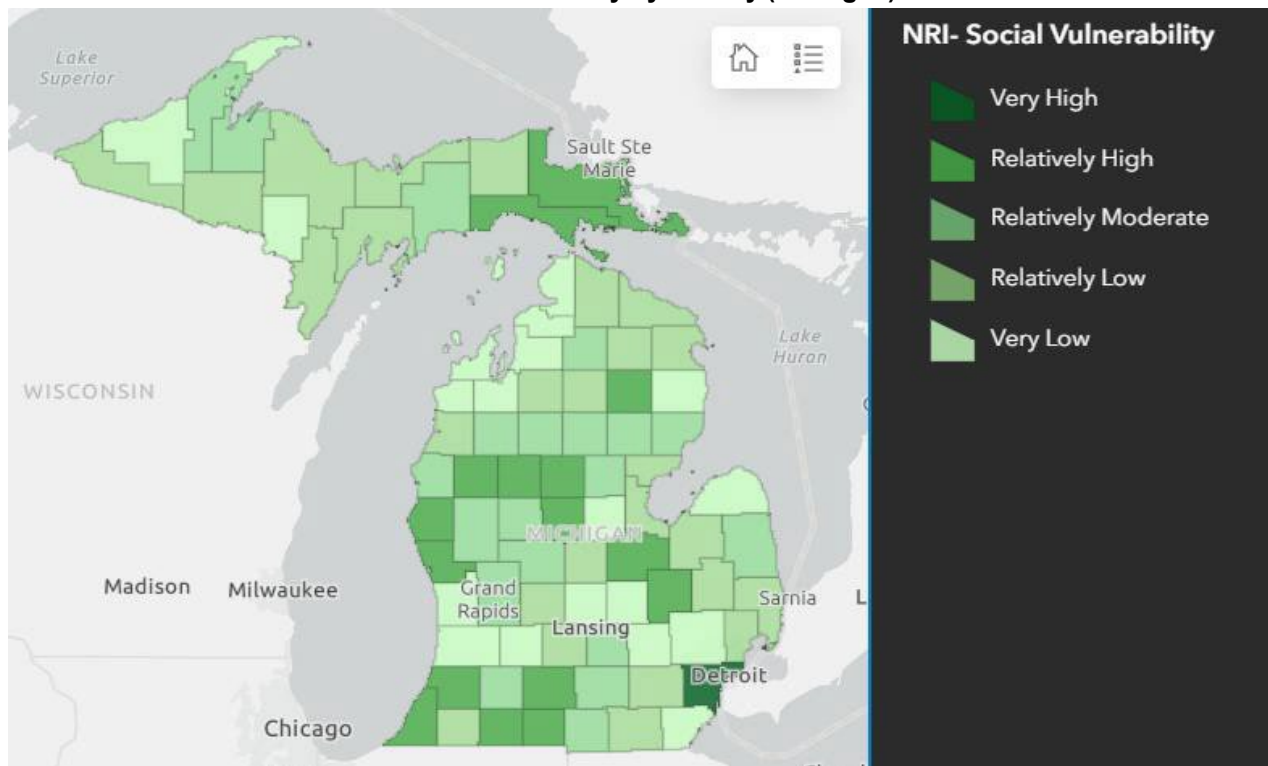 Lake
Superior
Sault Ste
Marie
Lake
Huron
WISCONSIN
MICHIGAN
Madison
Milwaukee
Grand
Rapids
Sarnia
L
Lansing
Detroit
Chicago
NRI- Social Vulnerability
Very High
Relatively High
Relatively Moderate
Relatively Low
Very Low